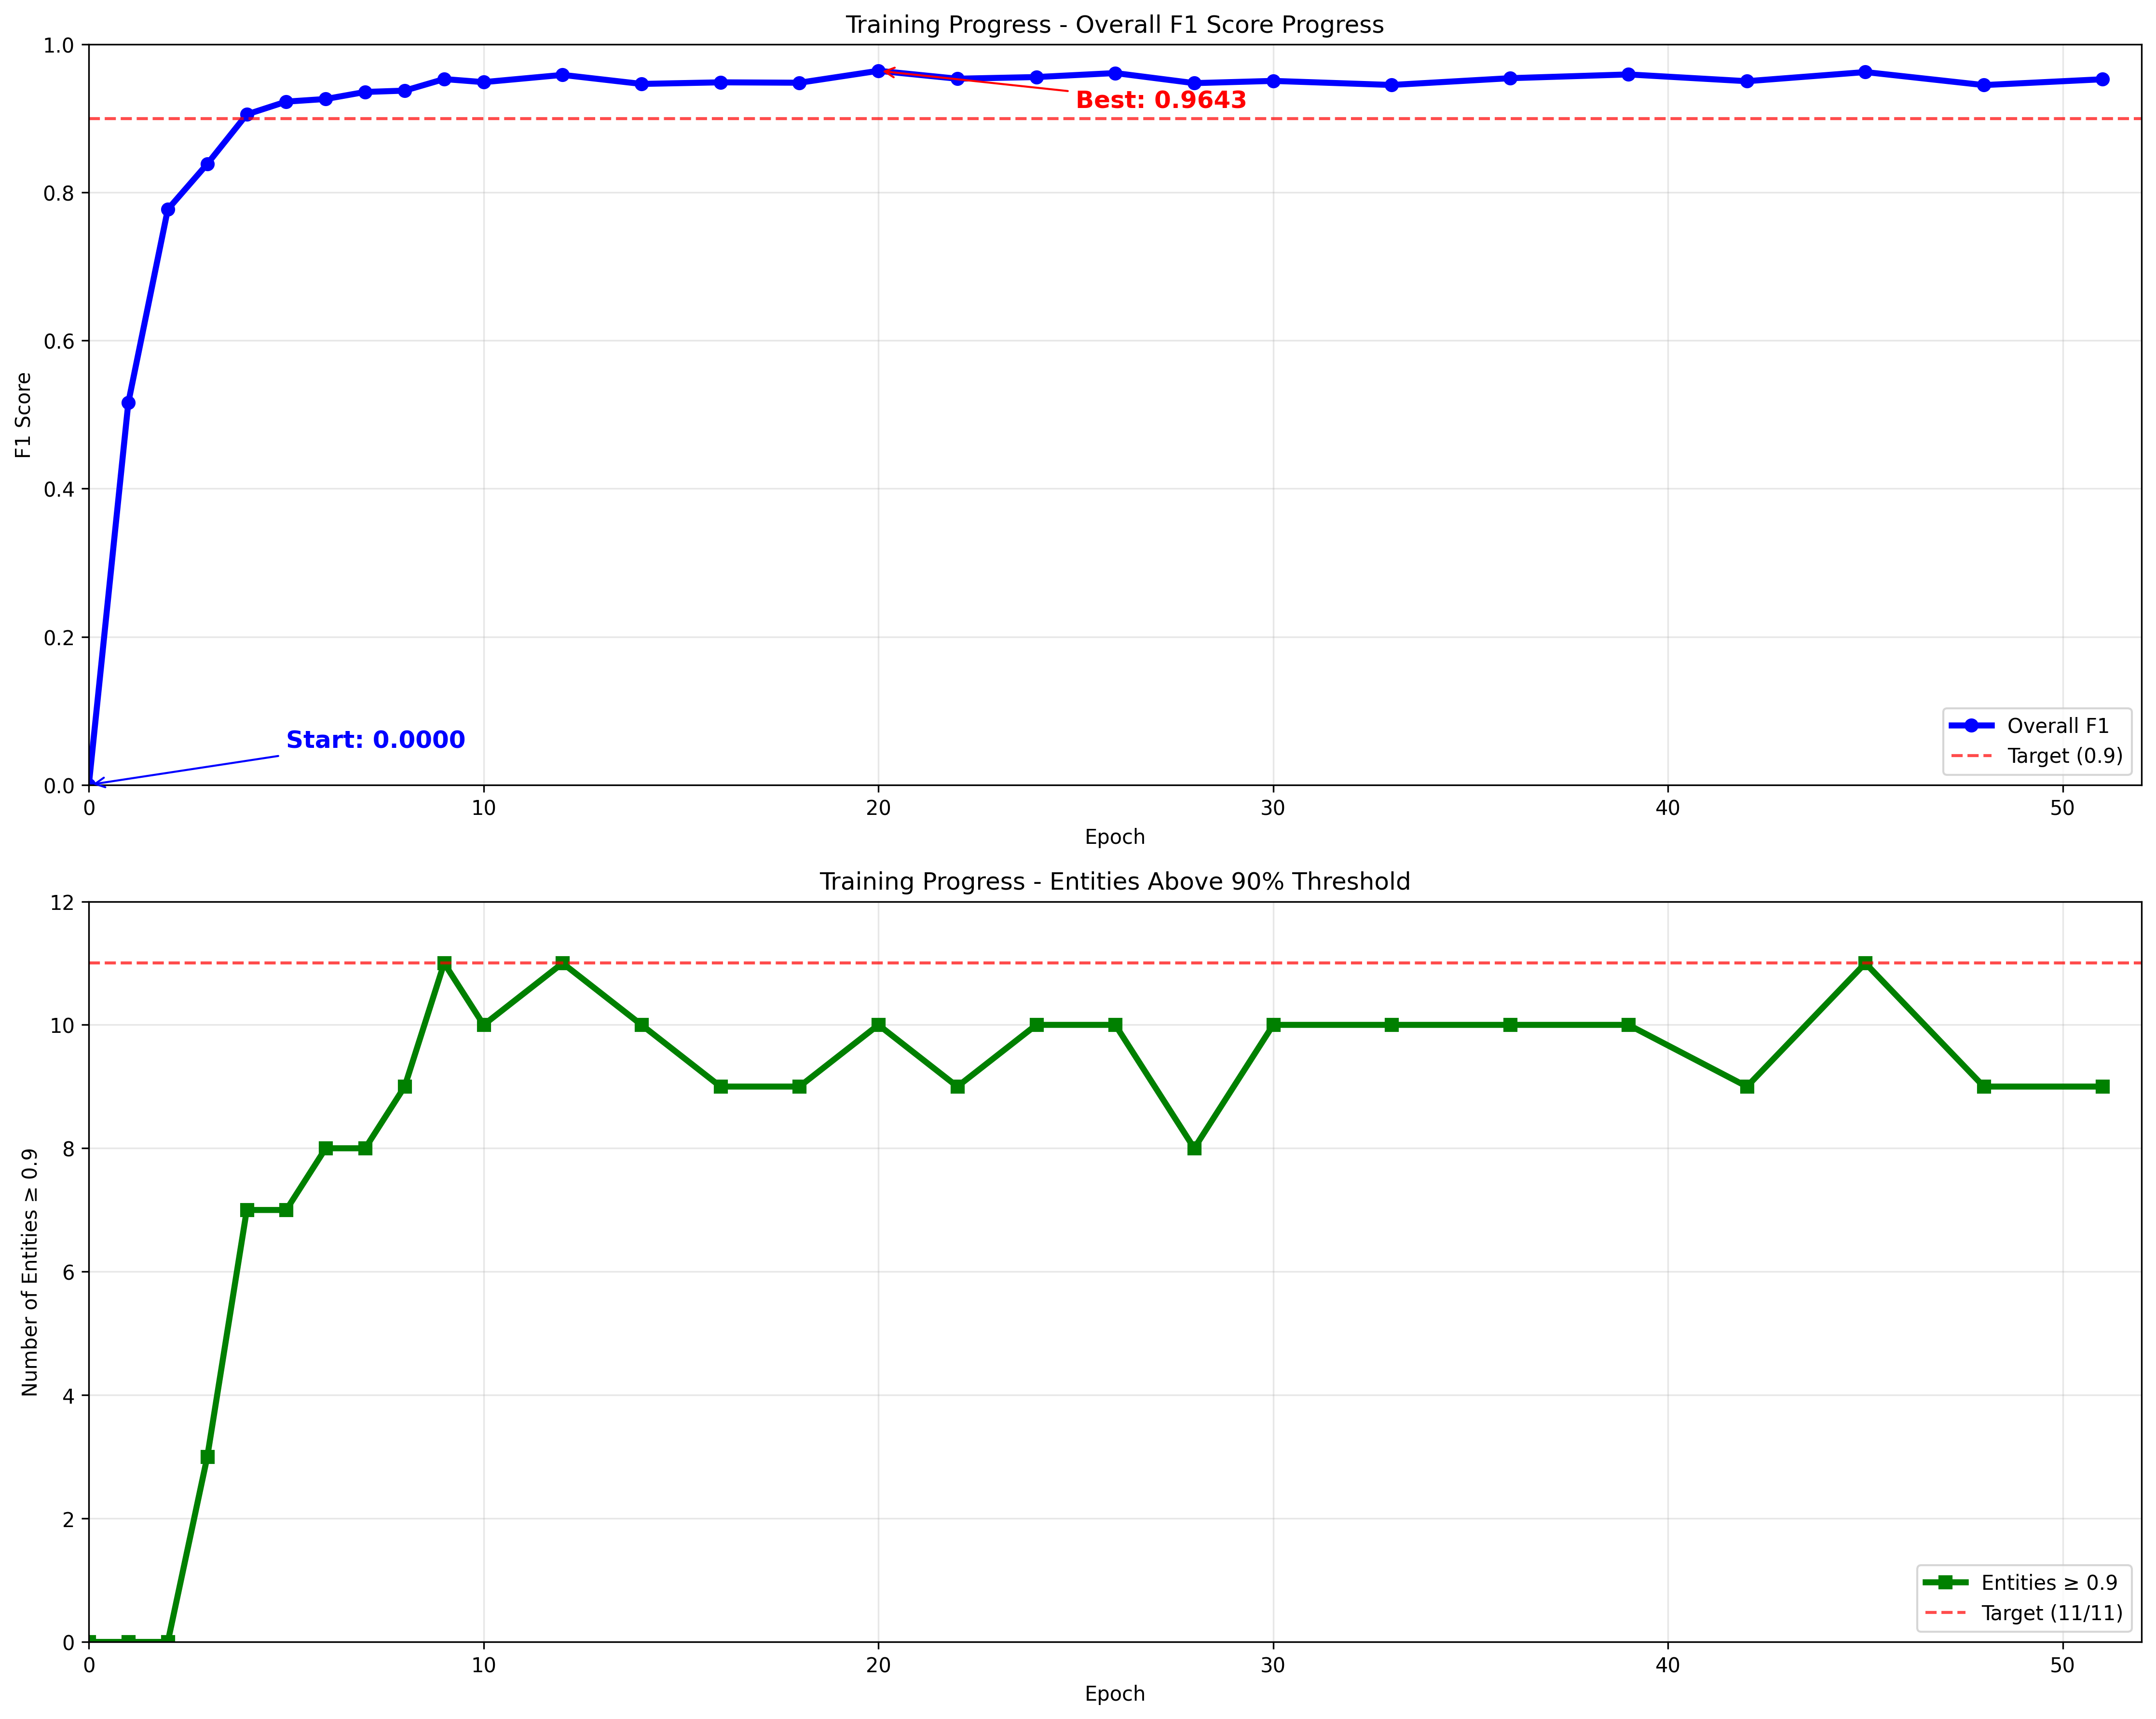 Training Progress - Overall F1 Score Progress
1.0
0.8
0.6
0.4
0.2
0.0
F1 Score
Best: 0.9643
Start: 0.0000
Overall F1
Target (0.9)
0 10 20 30 40 50
Epoch
Training Progress - Entities Above 90% Threshold
12
10
8
6
4
2
0
Number of Entities ≥ 0.9
Entities ≥ 0.9
Target (11/11)
0 10 20 30 40 50
Epoch